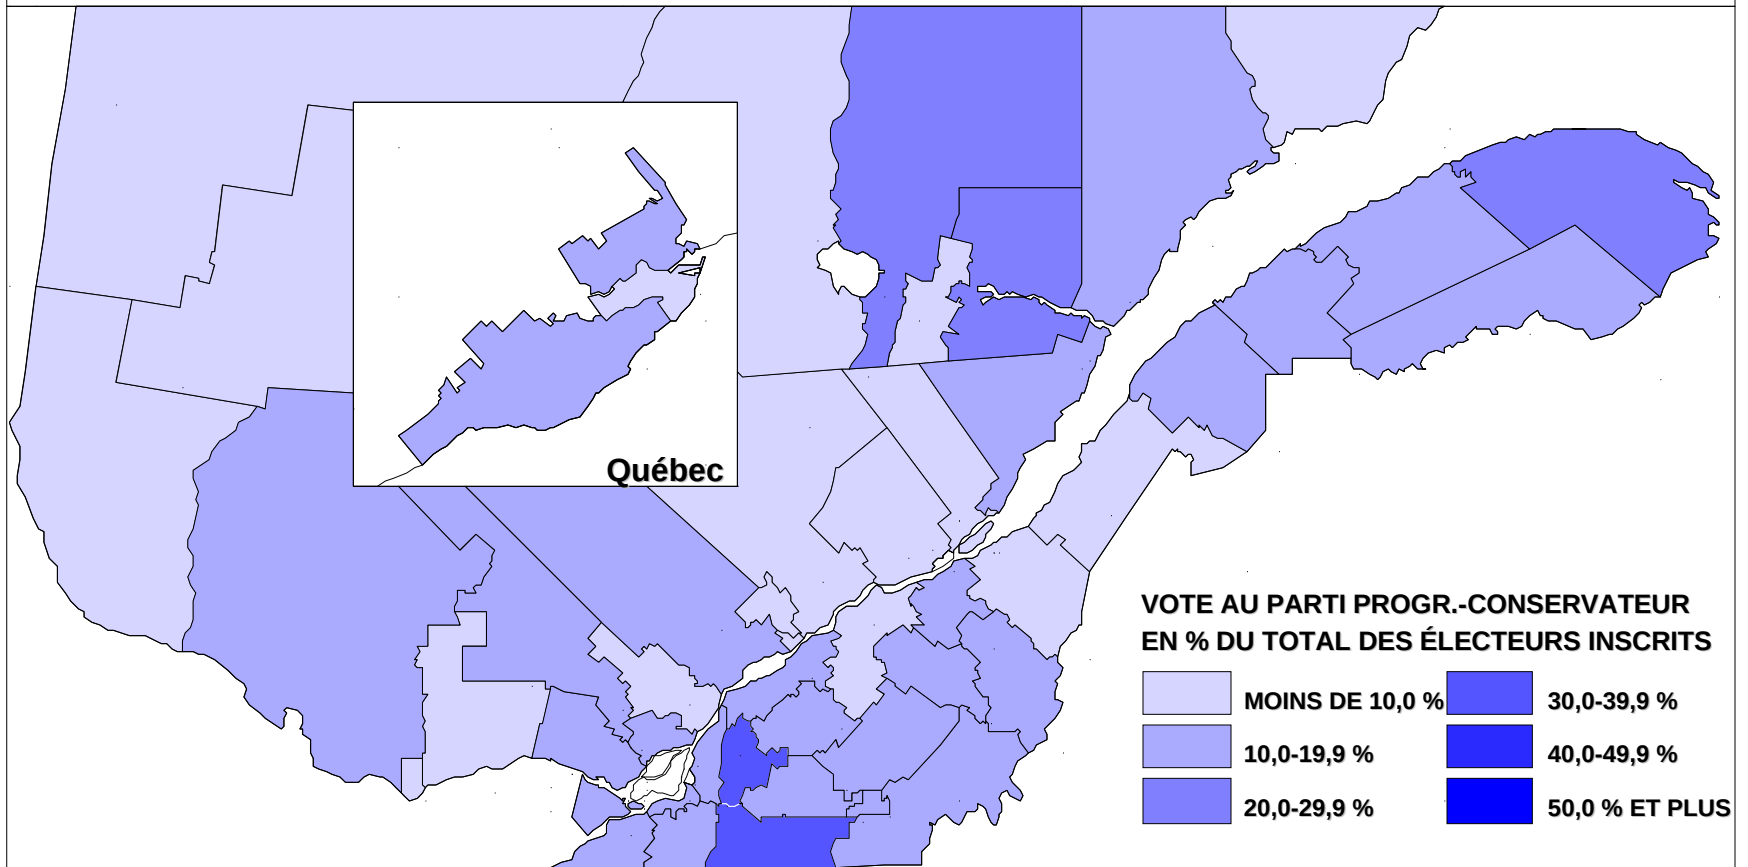 Québec
VOTE AU PARTI PROGR.-CONSERVATEUR
EN % DU TOTAL DES ÉLECTEURS INSCRITS
MOINS DE 10,0 %
10,0-19,9 %
20,0-29,9 %
30,0-39,9 %
40,0-49,9 %
50,0 % ET PLUS